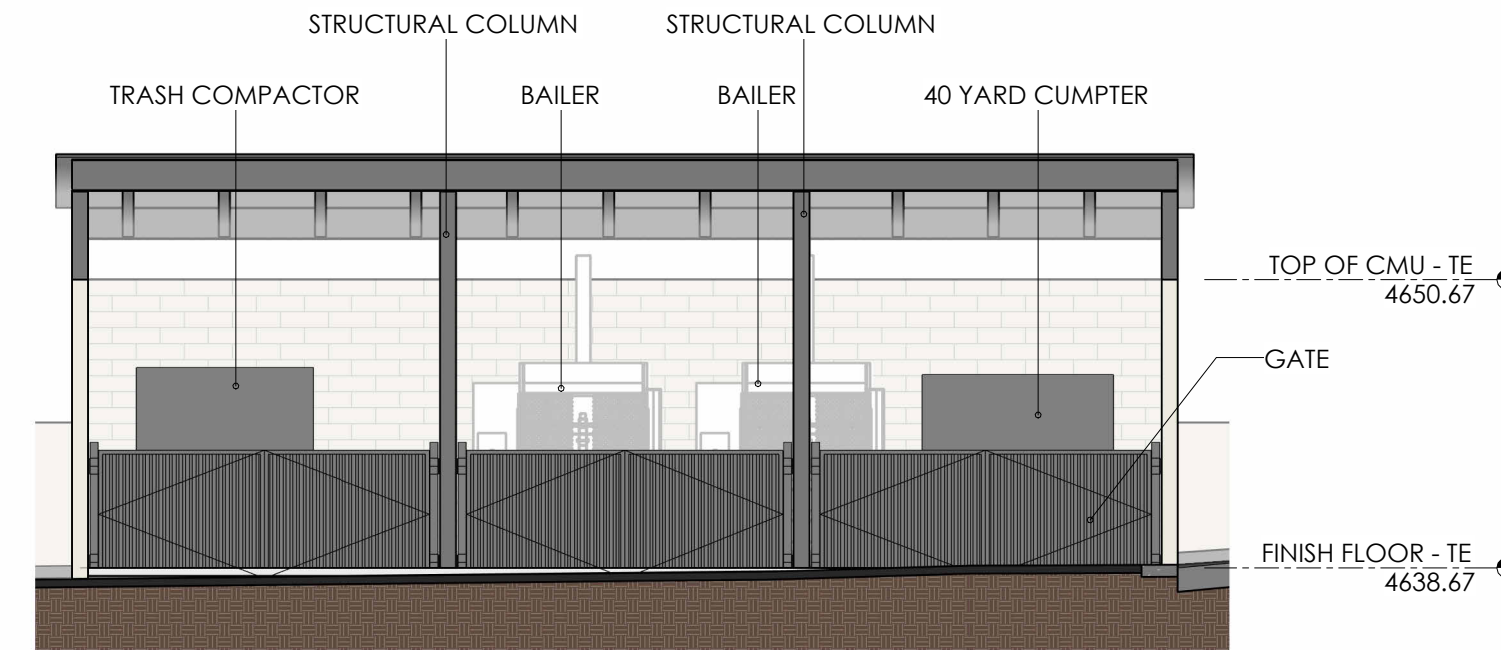 STRUCTURAL COLUMN
STRUCTURAL COLUMN
TRASH COMPACTOR
BAILER
BAILER
40 YARD CUMPTER
TOP OF CMU - TE
4650.67
GATE
FINISH FLOOR - TE
4638.67